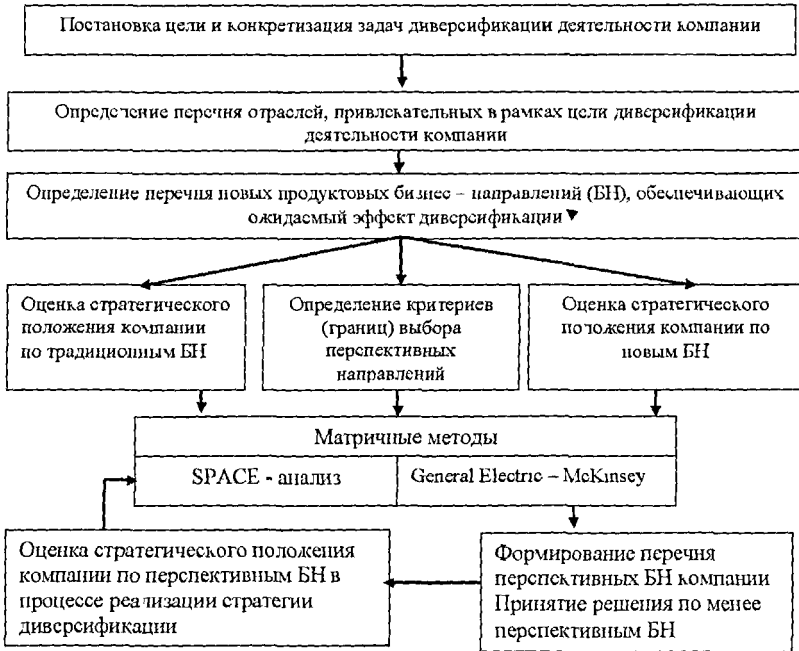 Постановка цели и конкретизация задач диверсификации деятельности компании
Определение перечня отраслей, привлекательных в рамках цели диверсификации
деятельности компании
Определение перечня новых продуктовых бизнес – направлений (БН), обеспечивающих
ожидаемый эффект диверсификации
Оценка стратегического
положения компании
по традиционным БН
Определение критериев
(границ) выбора
перспективных
направлений
Оценка стратегического
положения компании по
новым БН
Матричные методы
SPACE - анализ
General Electric – McKinsey
Оценка стратегического положения
компании по перспективным БН в
процессе реализации стратегии
диверсификации
Формирование перечня
перспективных БН компании
Принятие решения по менее
перспективным БН